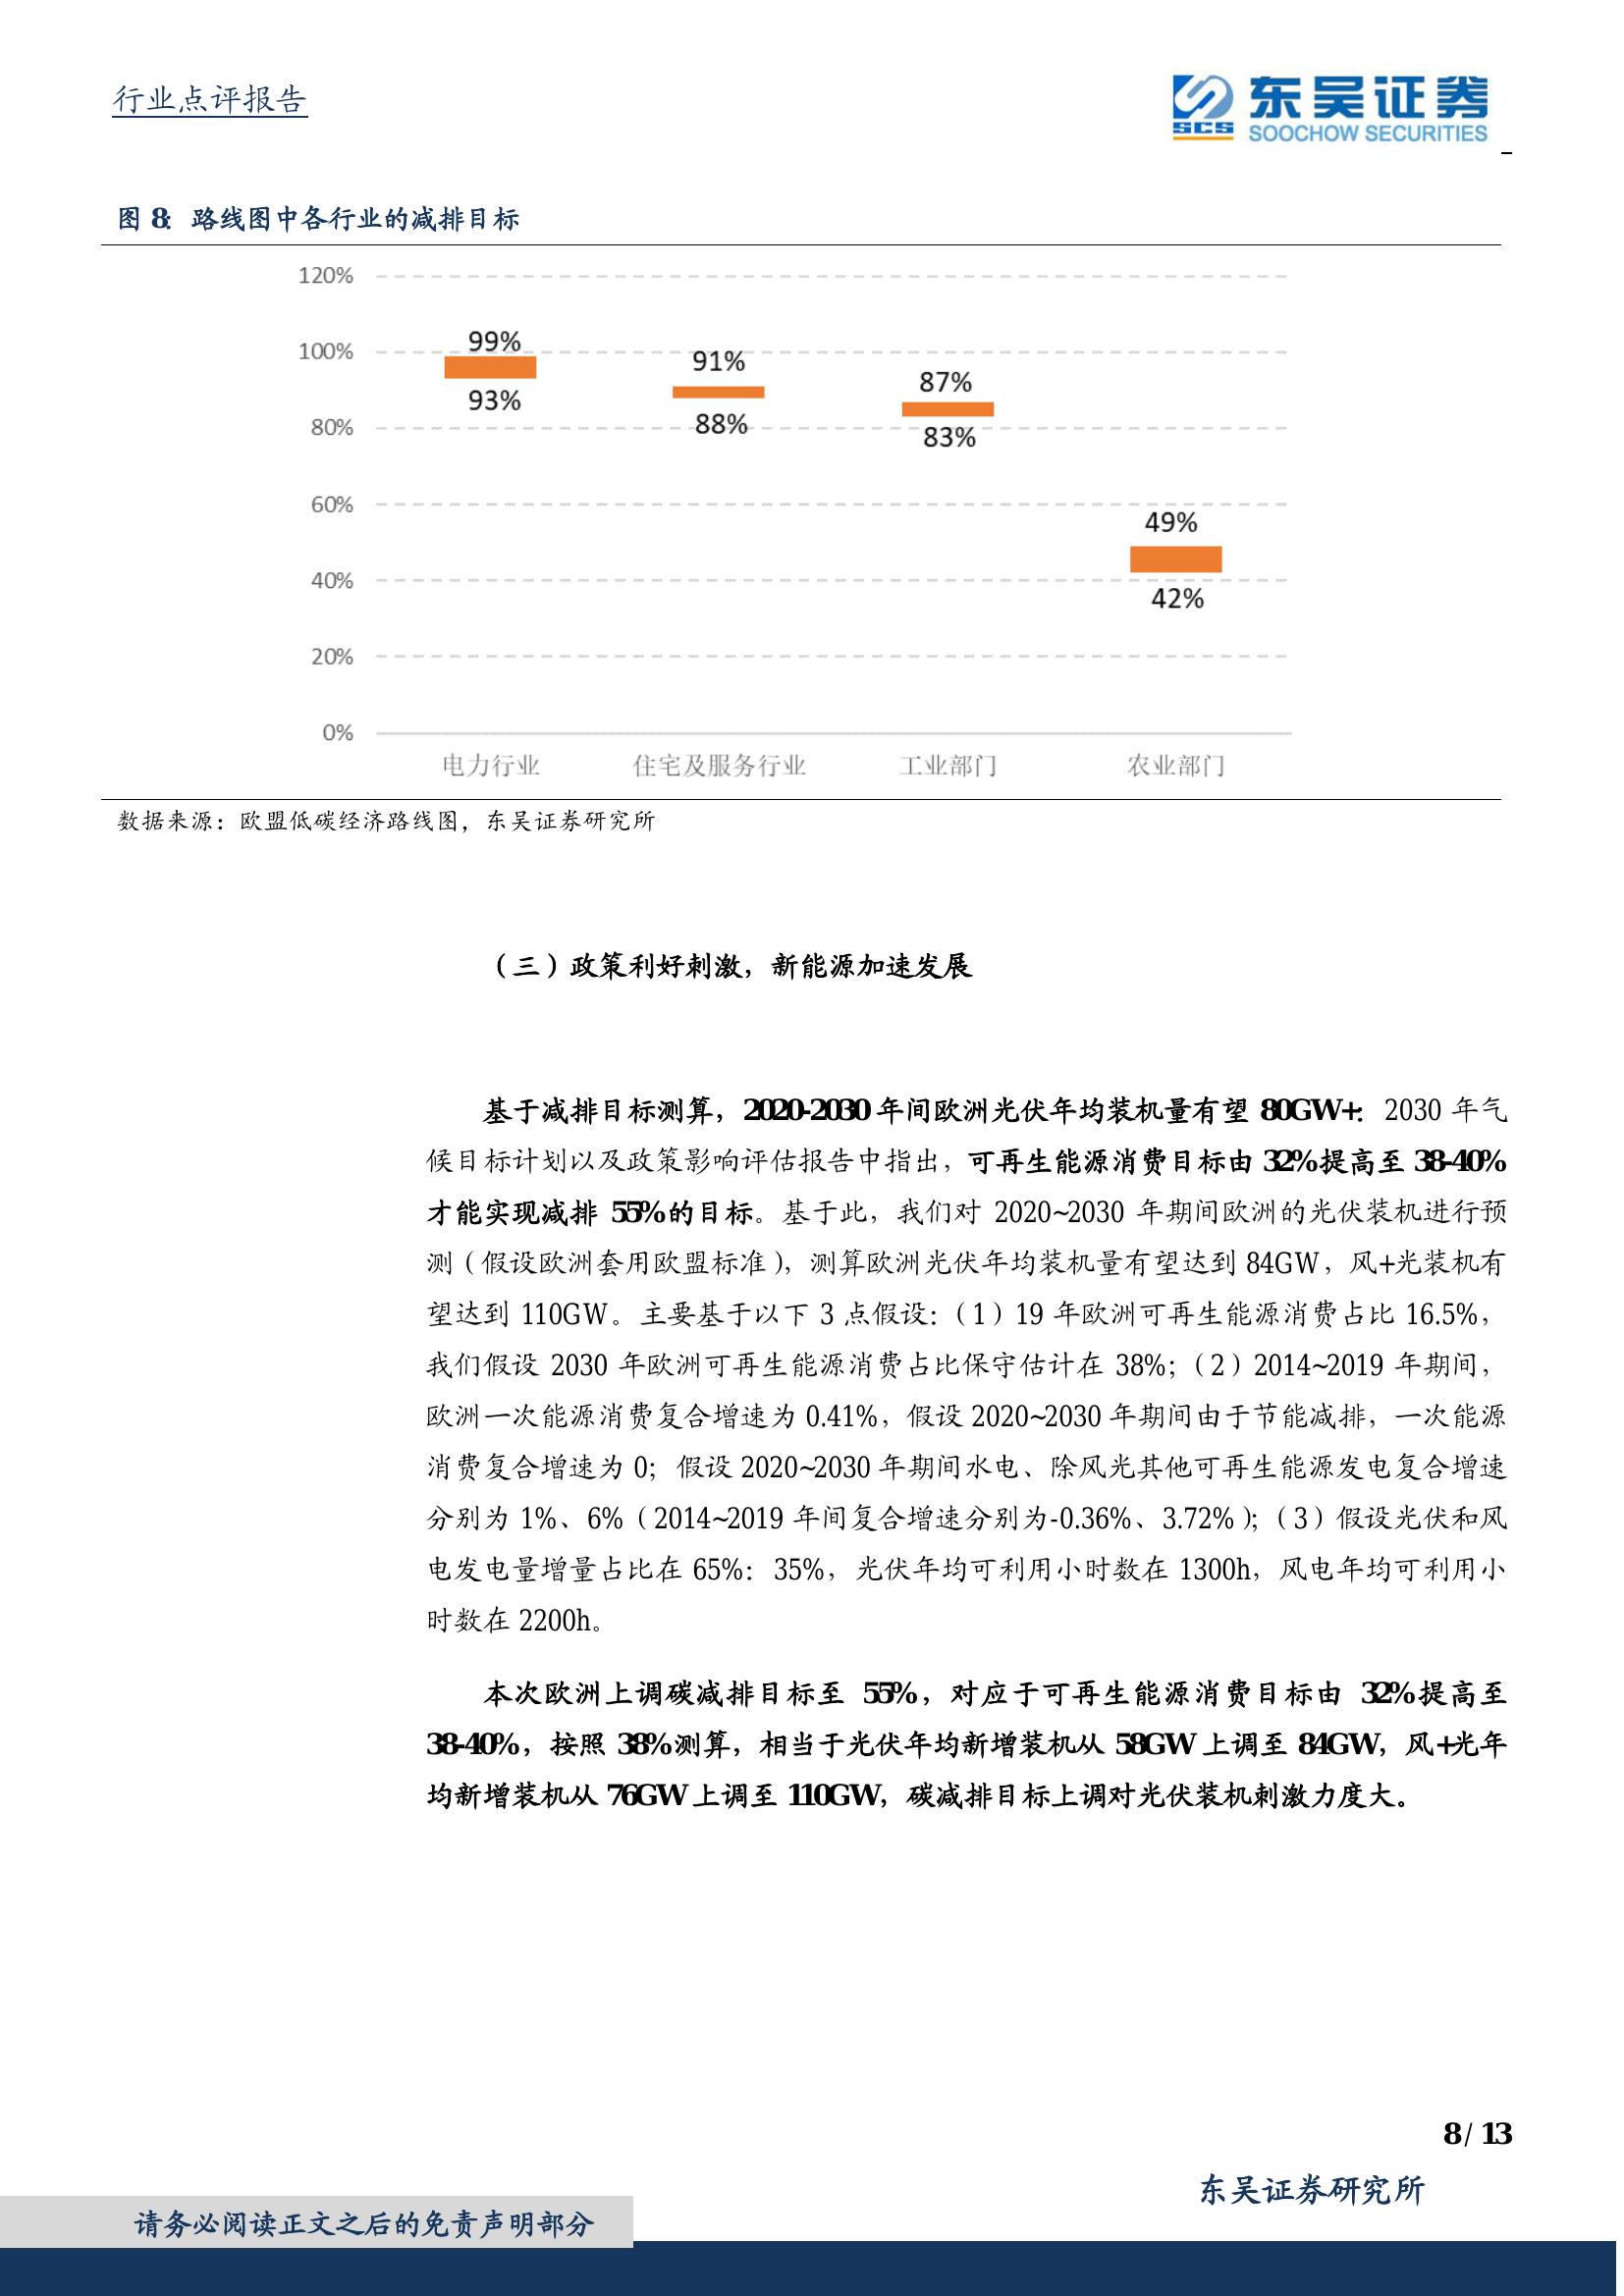 行业点评报告
SCS
东吴证券
SOOCHOW SECURITIES
图 8: 路线图中各行业的减排目标
120%
100%
80%
60%
40%
20%
0%
99%
93%
91%
88%
87%
83%
49%
42%
电力行业 住宅及服务行业 工业部门 农业部门
数据来源：欧盟低碳经济路线图，东吴证券研究所
（三）政策利好刺激，新能源加速发展
基于减排目标测算，2020-2030 年间欧洲光伏年均装机量有望 80GW+：2030 年气
候目标计划以及政策影响评估报告中指出，可再生能源消费目标由 32%提高至 38-40%
才能实现减排 55%的目标。基于此，我们对 2020~2030 年期间欧洲的光伏装机进行预
测（假设欧洲套用欧盟标准），测算欧洲光伏年均装机量有望达到 84GW，风+光装机有
望达到 110GW。主要基于以下 3 点假设：（1）19 年欧洲可再生能源消费占比 16.5%，
我们假设 2030 年欧洲可再生能源消费占比保守估计在 38%；（2）2014~2019 年期间，
欧洲一次能源消费复合增速为 0.41%，假设 2020~2030 年期间由于节能减排，一次能源
消费复合增速为 0；假设 2020~2030 年期间水电、除风光其他可再生能源发电复合增速
分别为 1%、6%（2014~2019 年间复合增速分别为-0.36%、3.72%）；（3）假设光伏和风
电发电量增量占比在 65%：35%，光伏年均可利用小时数在 1300h，风电年均可利用小
时数在 2200h。
本次欧洲上调碳减排目标至 55%，对应于可再生能源消费目标由 32%提高至
38-40%，按照 38%测算，相当于光伏年均新增装机从 58GW 上调至 84GW，风+光年
均新增装机从 76GW 上调至 110GW，碳减排目标上调对光伏装机刺激力度大。
8 / 13
东吴证券研究所
请务必阅读正文之后的免责声明部分